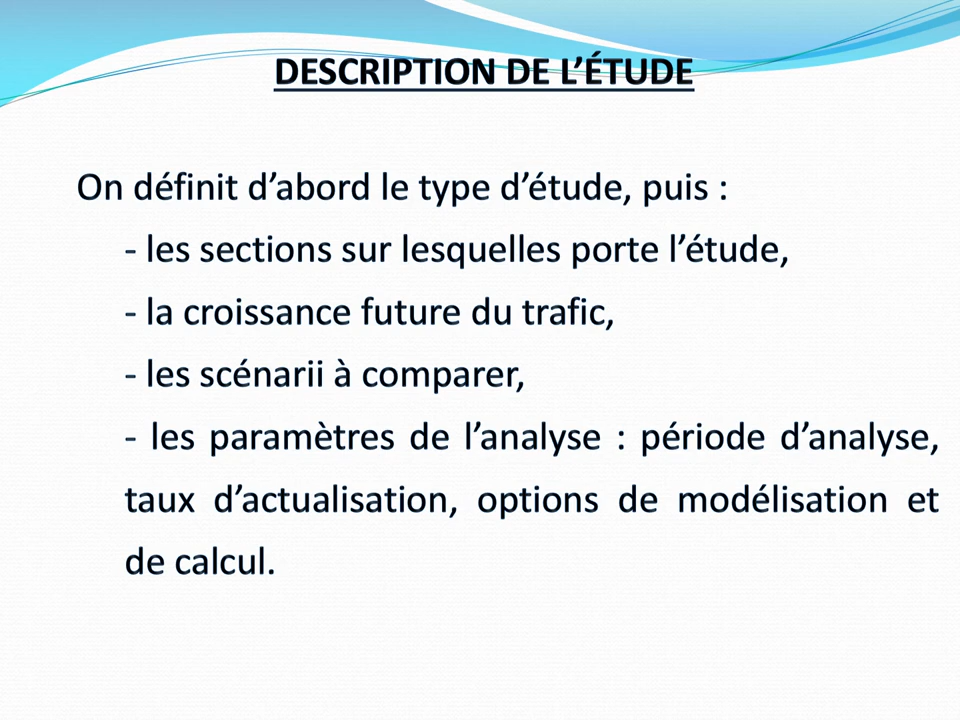 DESCRIPTION DE L’ÉTUDE
On définit d’abord le type d’étude, puis :
- les sections sur lesquelles porte l’étude,
- la croissance future du trafic,
- les scénarii à comparer,
- les paramètres de l’analyse : période d’analyse,
taux d’actualisation, options de modélisation et
de calcul.